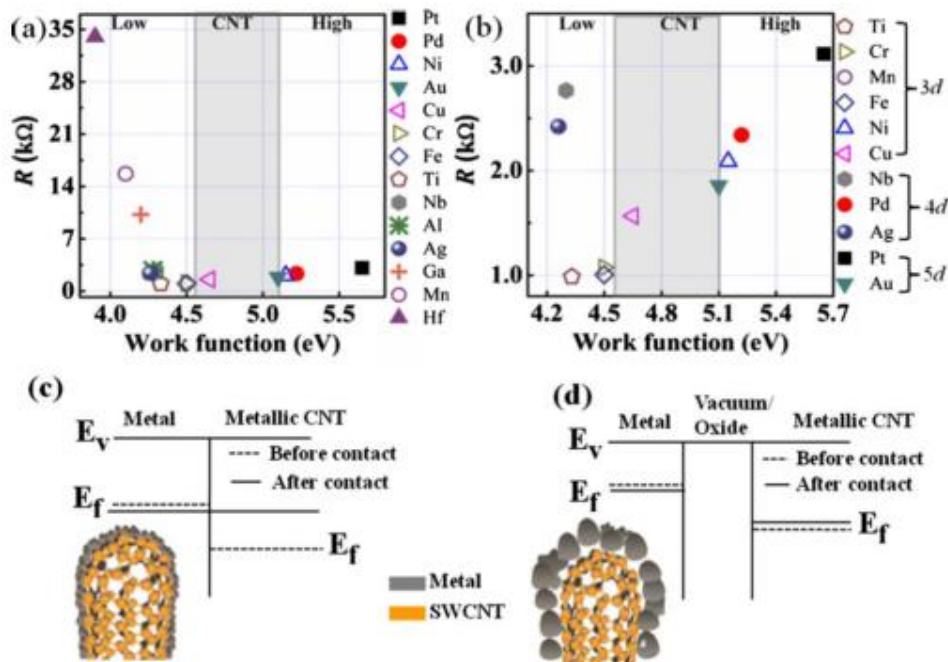 (a)
Low
CNT
High
35
28
21
14
7
0
R (kΩ)
4.0
4.5
5.0
5.5
Work function (eV)
Pt
Pd
Ni
Au
Cu
Cr
Fe
Ti
Nb
Al
Ag
Ga
Mn
Hf
(b)
Low
CNT
High
3.0
2.0
1.0
R (kΩ)
4.2
4.5
4.8
5.1
5.4
5.7
Work function (eV)
Ti
Cr
Mn
Fe
Ni
Cu
3d
Nb
Pd
Ag
4d
Pt
Au
5d
(c)
Metal
Metallic CNT
Ev
Before contact
After contact
Ef
Ef
Metal
SWCNT
(d)
Metal
Vacuum/
Oxide
Metallic CNT
Ev
Before contact
After contact
Ef
Ef